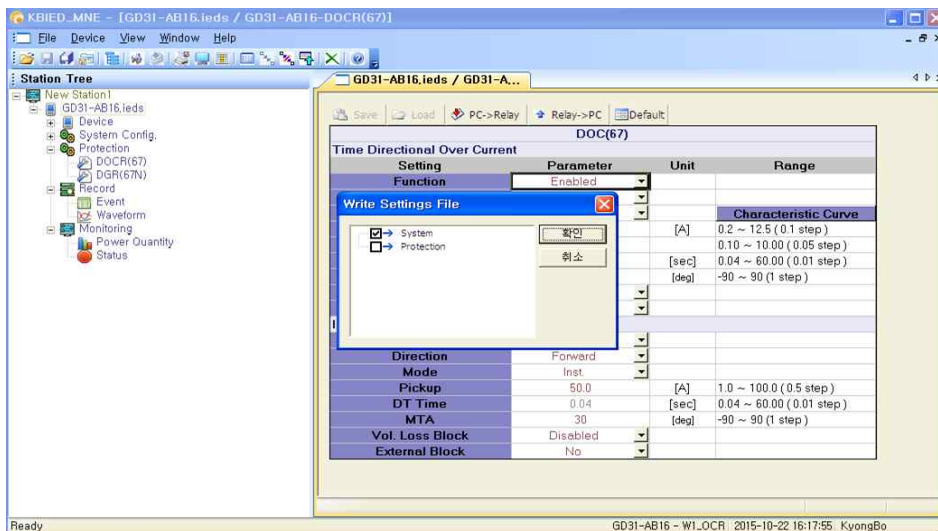 KBIED_MNE - [GD31-AB16.ieds / GD31-AB16-DOCR(67)]
File Device View Window Help
Station Tree
New Station1
GD31-AB16.ieds
Device
System Config.
Protection
DOCR(67)
DGR(67N)
Record
Event
Waveform
Monitoring
Power Quantity
Status
GD31-AB16.ieds / GD31-A...
Save Load PC->Relay Relay->PC Default
DOC(67)
Time Directional Over Current
Setting Parameter Unit Range
Function Enabled
Characteristic Curve
[A] 0.2 ~ 12.5 ( 0.1 step )
0.10 ~ 10.00 ( 0.05 step )
[sec] 0.04 ~ 60.00 ( 0.01 step )
[deg] -90 ~ 90 (1 step )
Write Settings File
System
Protection
확인
취소
Direction Forward
Mode Inst.
Pickup 50.0 [A] 1.0 ~ 100.0 ( 0.5 step )
DT Time 0.04 [sec] 0.04 ~ 60.00 ( 0.01 step )
MTA 30 [deg] -90 ~ 90 (1 step )
Vol. Loss Block Disabled
External Block No
Ready
GD31-AB16 - W1_OCR 2015-10-22 16:17:55 KyongBo